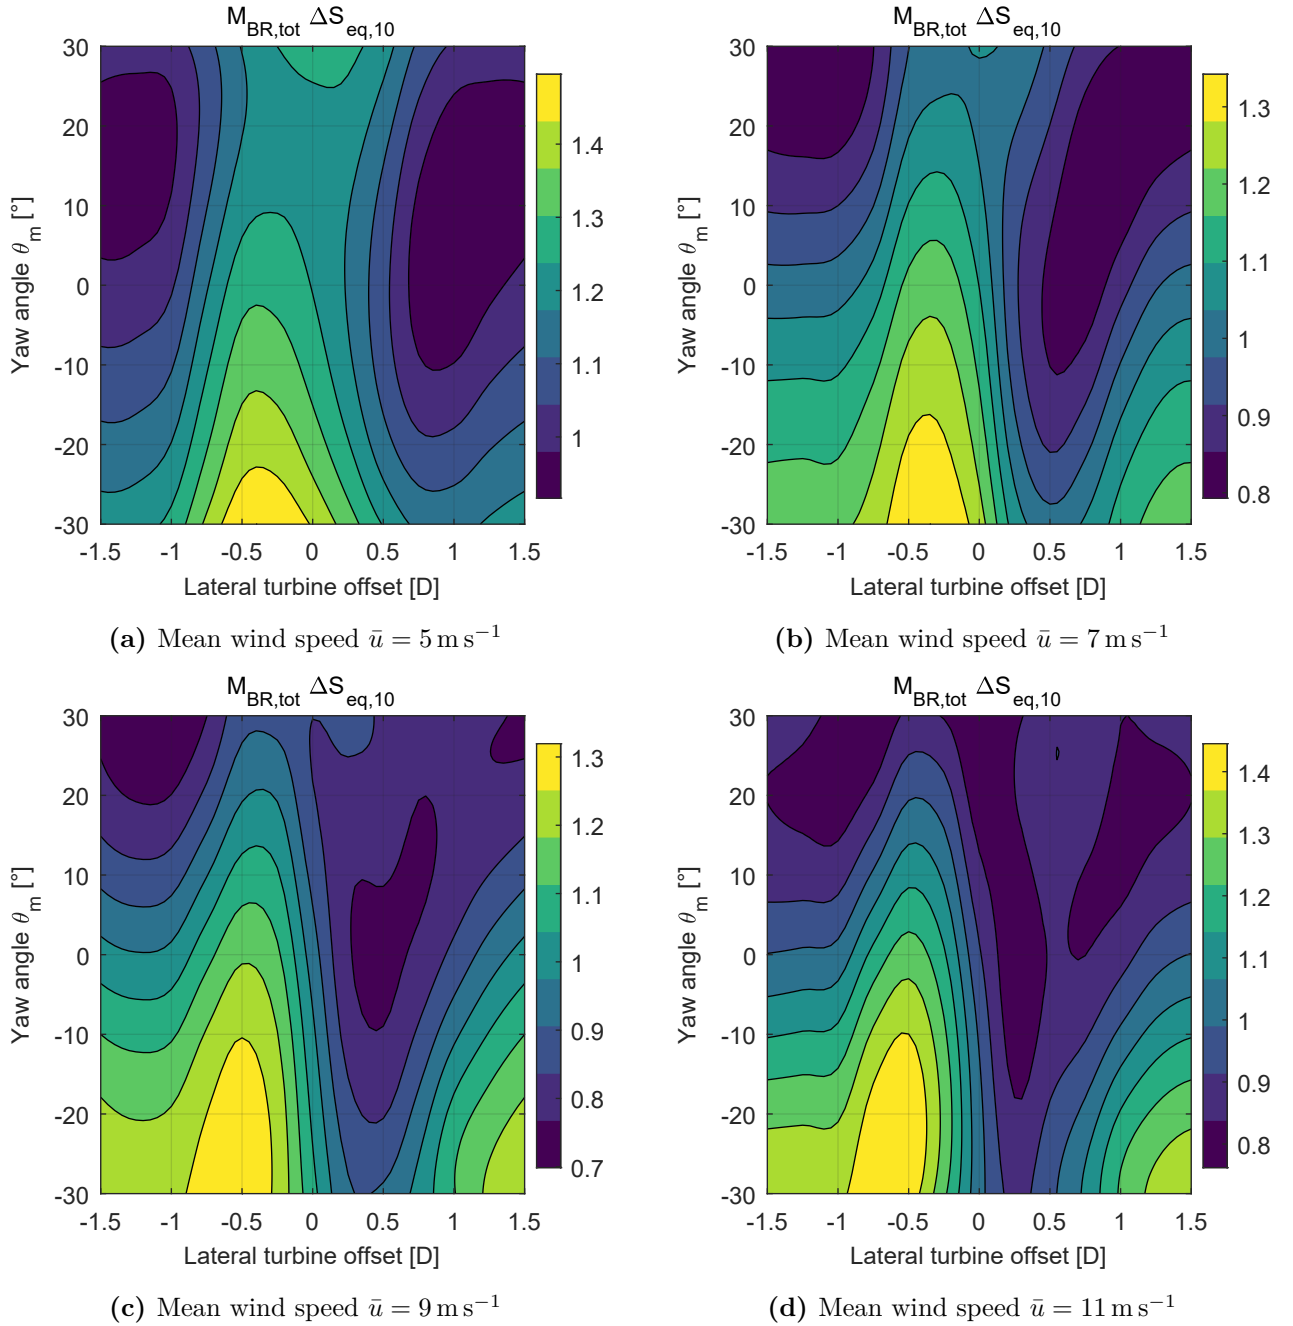 M_BR,tot ΔS_eq,10
30
20
10
0
-10
-20
-30
Yaw angle θ_m [°]
-1.5 -1 -0.5 0 0.5 1 1.5
Lateral turbine offset [D]
1.4
1.3
1.2
1.1
1
(a) Mean wind speed ū = 5 m s⁻¹
M_BR,tot ΔS_eq,10
30
20
10
0
-10
-20
-30
Yaw angle θ_m [°]
-1.5 -1 -0.5 0 0.5 1 1.5
Lateral turbine offset [D]
1.3
1.2
1.1
1
0.9
0.8
(b) Mean wind speed ū = 7 m s⁻¹
M_BR,tot ΔS_eq,10
30
20
10
0
-10
-20
-30
Yaw angle θ_m [°]
-1.5 -1 -0.5 0 0.5 1 1.5
Lateral turbine offset [D]
1.3
1.2
1.1
1
0.9
0.8
0.7
(c) Mean wind speed ū = 9 m s⁻¹
M_BR,tot ΔS_eq,10
30
20
10
0
-10
-20
-30
Yaw angle θ_m [°]
-1.5 -1 -0.5 0 0.5 1 1.5
Lateral turbine offset [D]
1.4
1.3
1.2
1.1
1
0.9
0.8
(d) Mean wind speed ū = 11 m s⁻¹